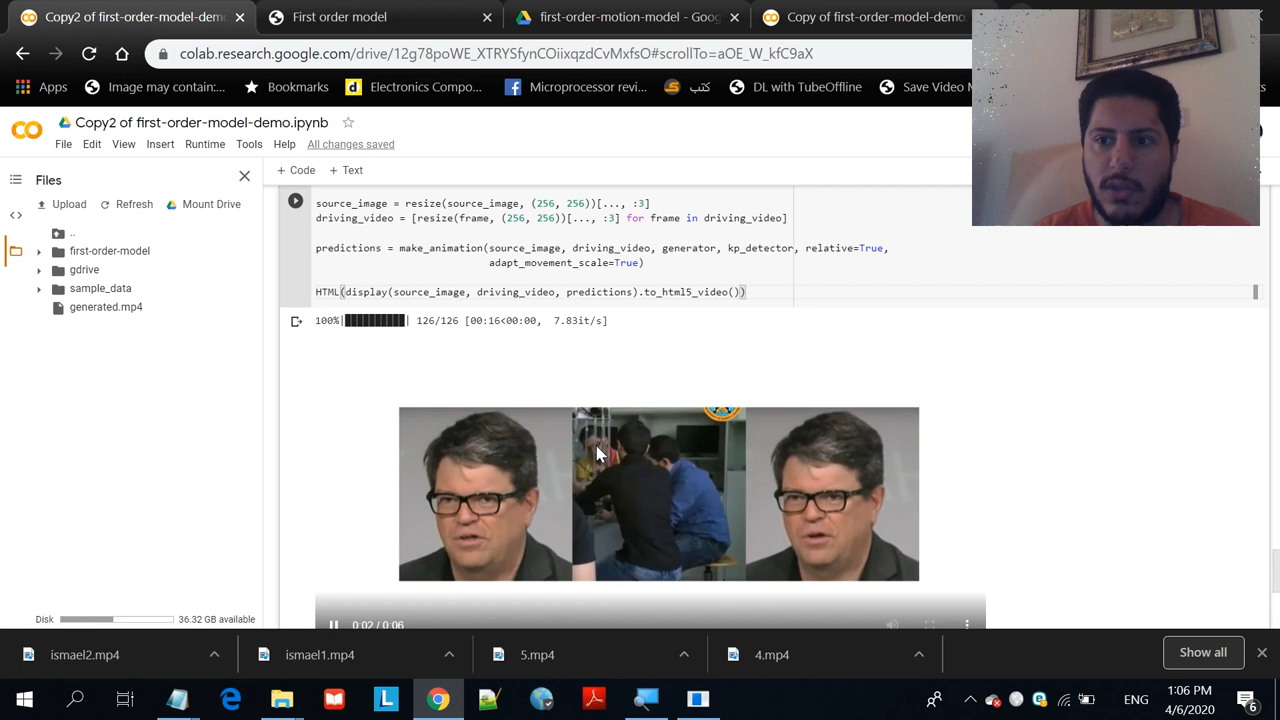 Copy2 of first-order-model-demo
First order model
first-order-motion-model - Goo
Copy of first-order-model-demo
colab.research.google.com/drive/12g78poWE_XTRYSfynCOiixqzdCvMxfsO#scrollTo=aOE_W_kfC9aX
Apps
Image may contain:...
Bookmarks
Electronics Compo...
Microprocessor revi...
كتب
DL with TubeOffline
Save Video
Copy2 of first-order-model-demo.ipynb
File Edit View Insert Runtime Tools Help All changes saved
+ Code + Text
Files
Upload Refresh Mount Drive
..
first-order-model
gdrive
sample_data
generated.mp4
source_image = resize(source_image, (256, 256))[..., :3]
driving_video = [resize(frame, (256, 256))[..., :3] for frame in driving_video]
predictions = make_animation(source_image, driving_video, generator, kp_detector, relative=True,
adapt_movement_scale=True)
HTML(display(source_image, driving_video, predictions).to_html5_video())
100%|██████████| 126/126 [00:16<00:00, 7.83it/s]
0:02 / 0:06
Disk 36.32 GB available
ismael2.mp4
ismael1.mp4
5.mp4
4.mp4
Show all
ENG
1:06 PM
4/6/2020
6